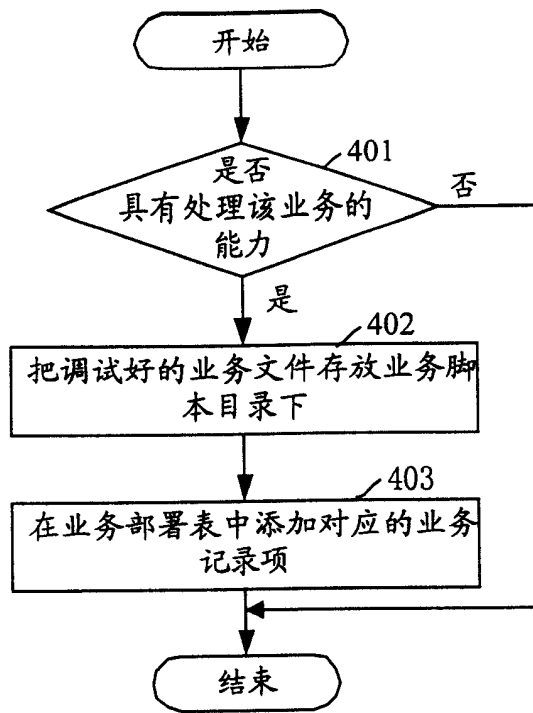 开始
401
是否
具有处理该业务的
能力
否
是
402
把调试好的业务文件存放业务脚
本目录下
403
在业务部署表中添加对应的业务
记录项
结束